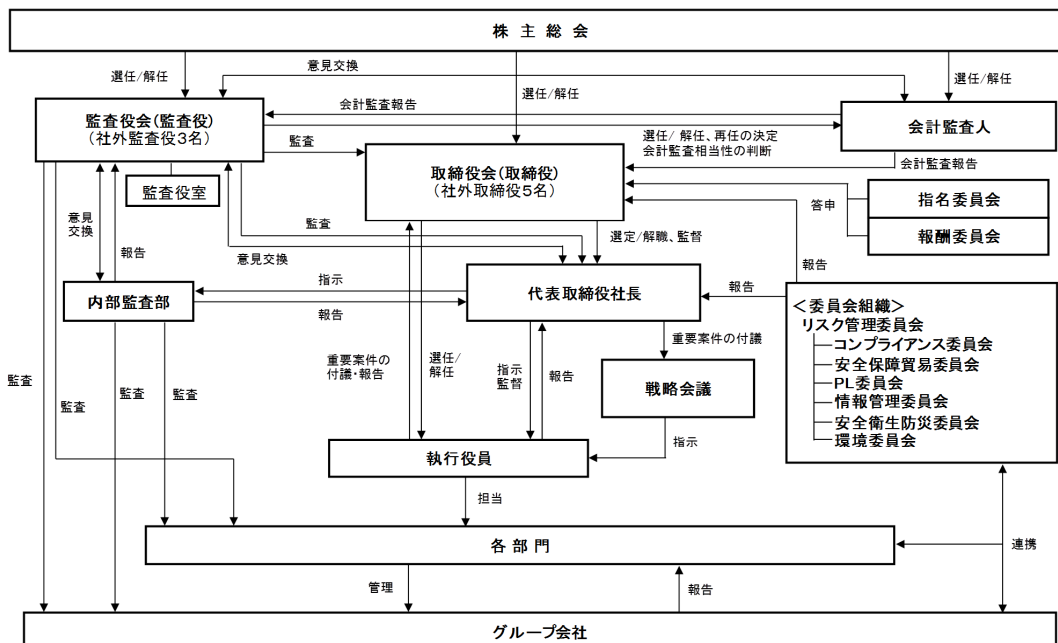 株主総会
選任/解任
意見交換
選任/解任
選任/解任
会計監査報告
監査役会(監査役)
(社外監査役3名)
監査
会計監査人
選任/ 解任、再任の決定
会計監査相当性の判断
会計監査報告
取締役会(取締役)
(社外取締役5名)
監査役室
答申
指名委員会
報酬委員会
意見
交換
報告
監査
意見交換
選定/解職、監督
報告
内部監査部
指示
報告
代表取締役社長
報告
<委員会組織>
リスク管理委員会
コンプライアンス委員会
安全保障貿易委員会
PL委員会
情報管理委員会
安全衛生防災委員会
環境委員会
重要案件の
付議・報告
選任/
解任
指示
監督
報告
重要案件の付議
戦略会議
監査
監査
監査
監査
執行役員
指示
担当
各部門
連携
管理
報告
グループ会社